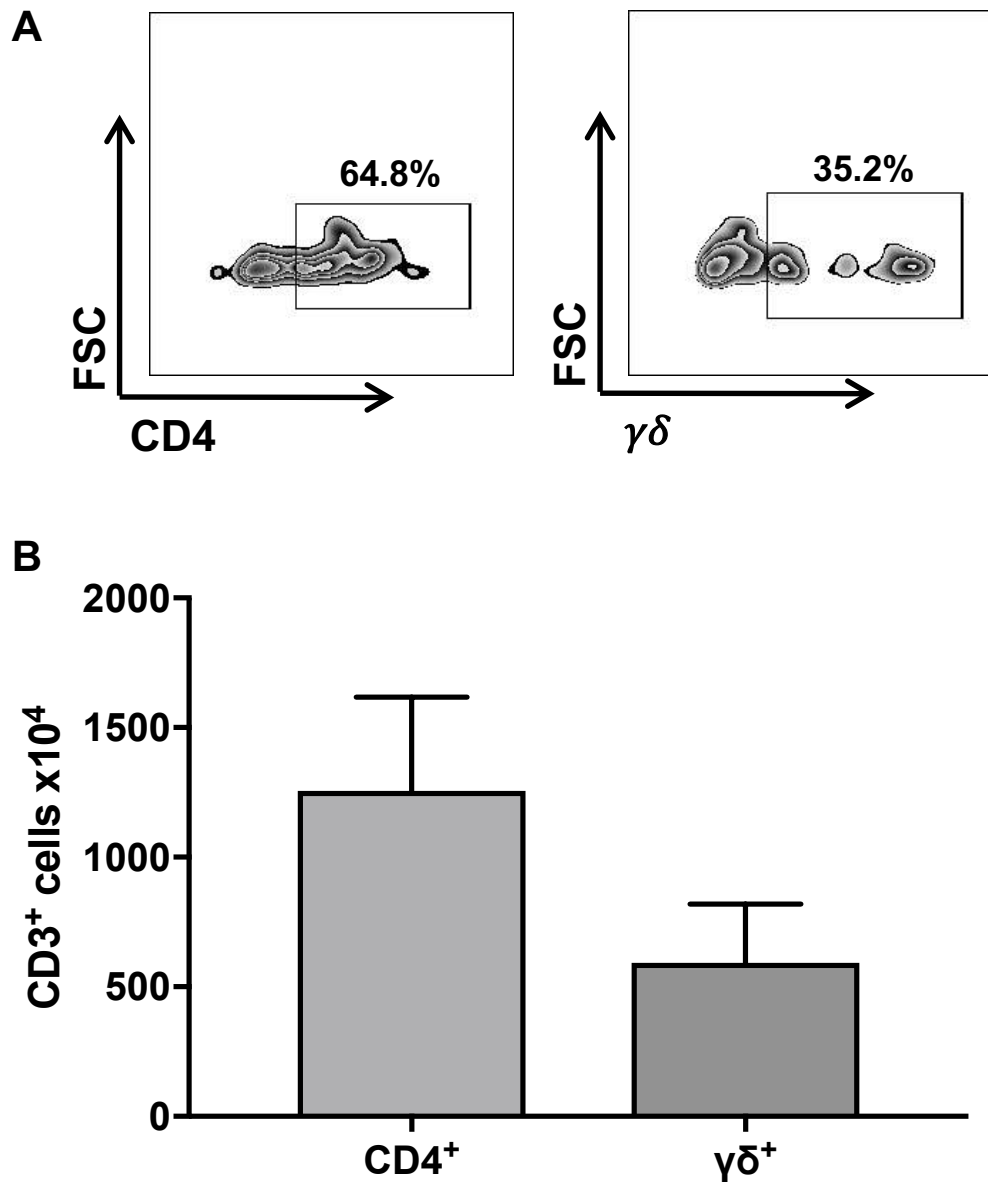 A
64.8%
FSC
CD4
35.2%
FSC
γδ
B
CD3⁺ cells x10⁴
2000
1500
1000
500
0
CD4⁺
γδ⁺